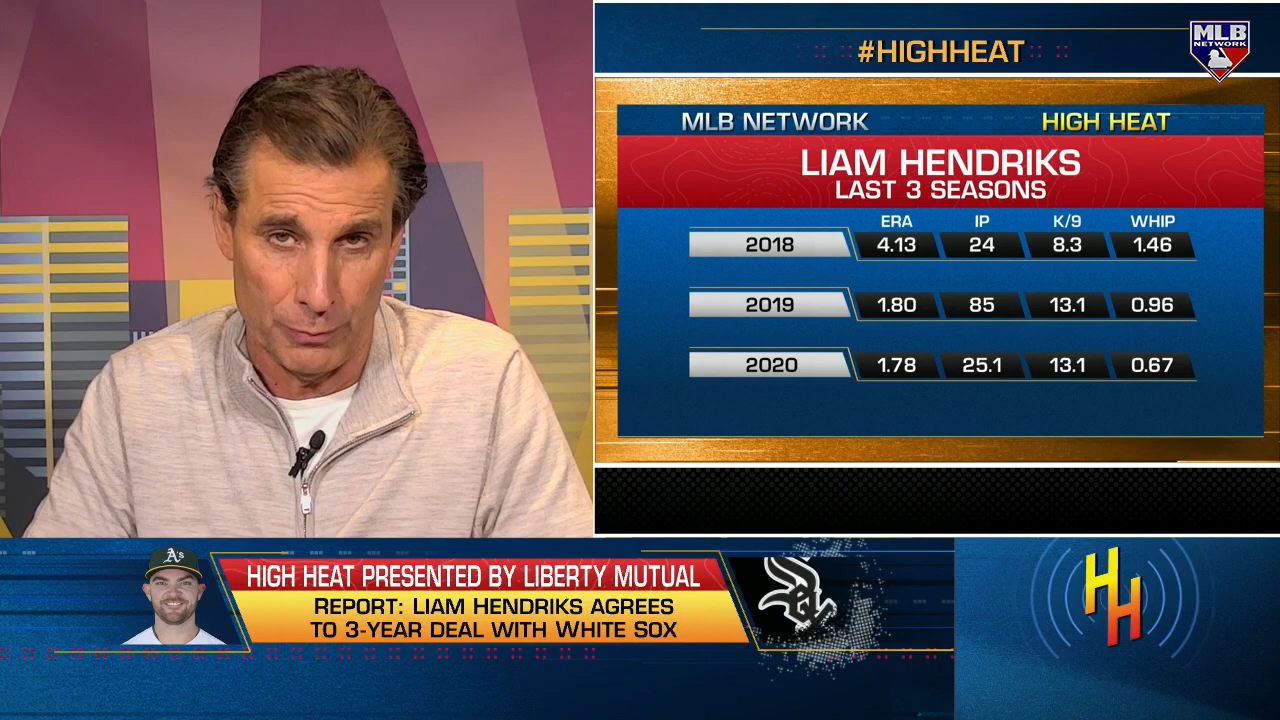 #HIGHHEAT
MLB
NETWORK
MLB NETWORK HIGH HEAT
LIAM HENDRIKS
LAST 3 SEASONS
ERA IP K/9 WHIP
2018 4.13 24 8.3 1.46
2019 1.80 85 13.1 0.96
2020 1.78 25.1 13.1 0.67
A's
HIGH HEAT PRESENTED BY LIBERTY MUTUAL
REPORT: LIAM HENDRIKS AGREES
TO 3-YEAR DEAL WITH WHITE SOX
Sox
HH